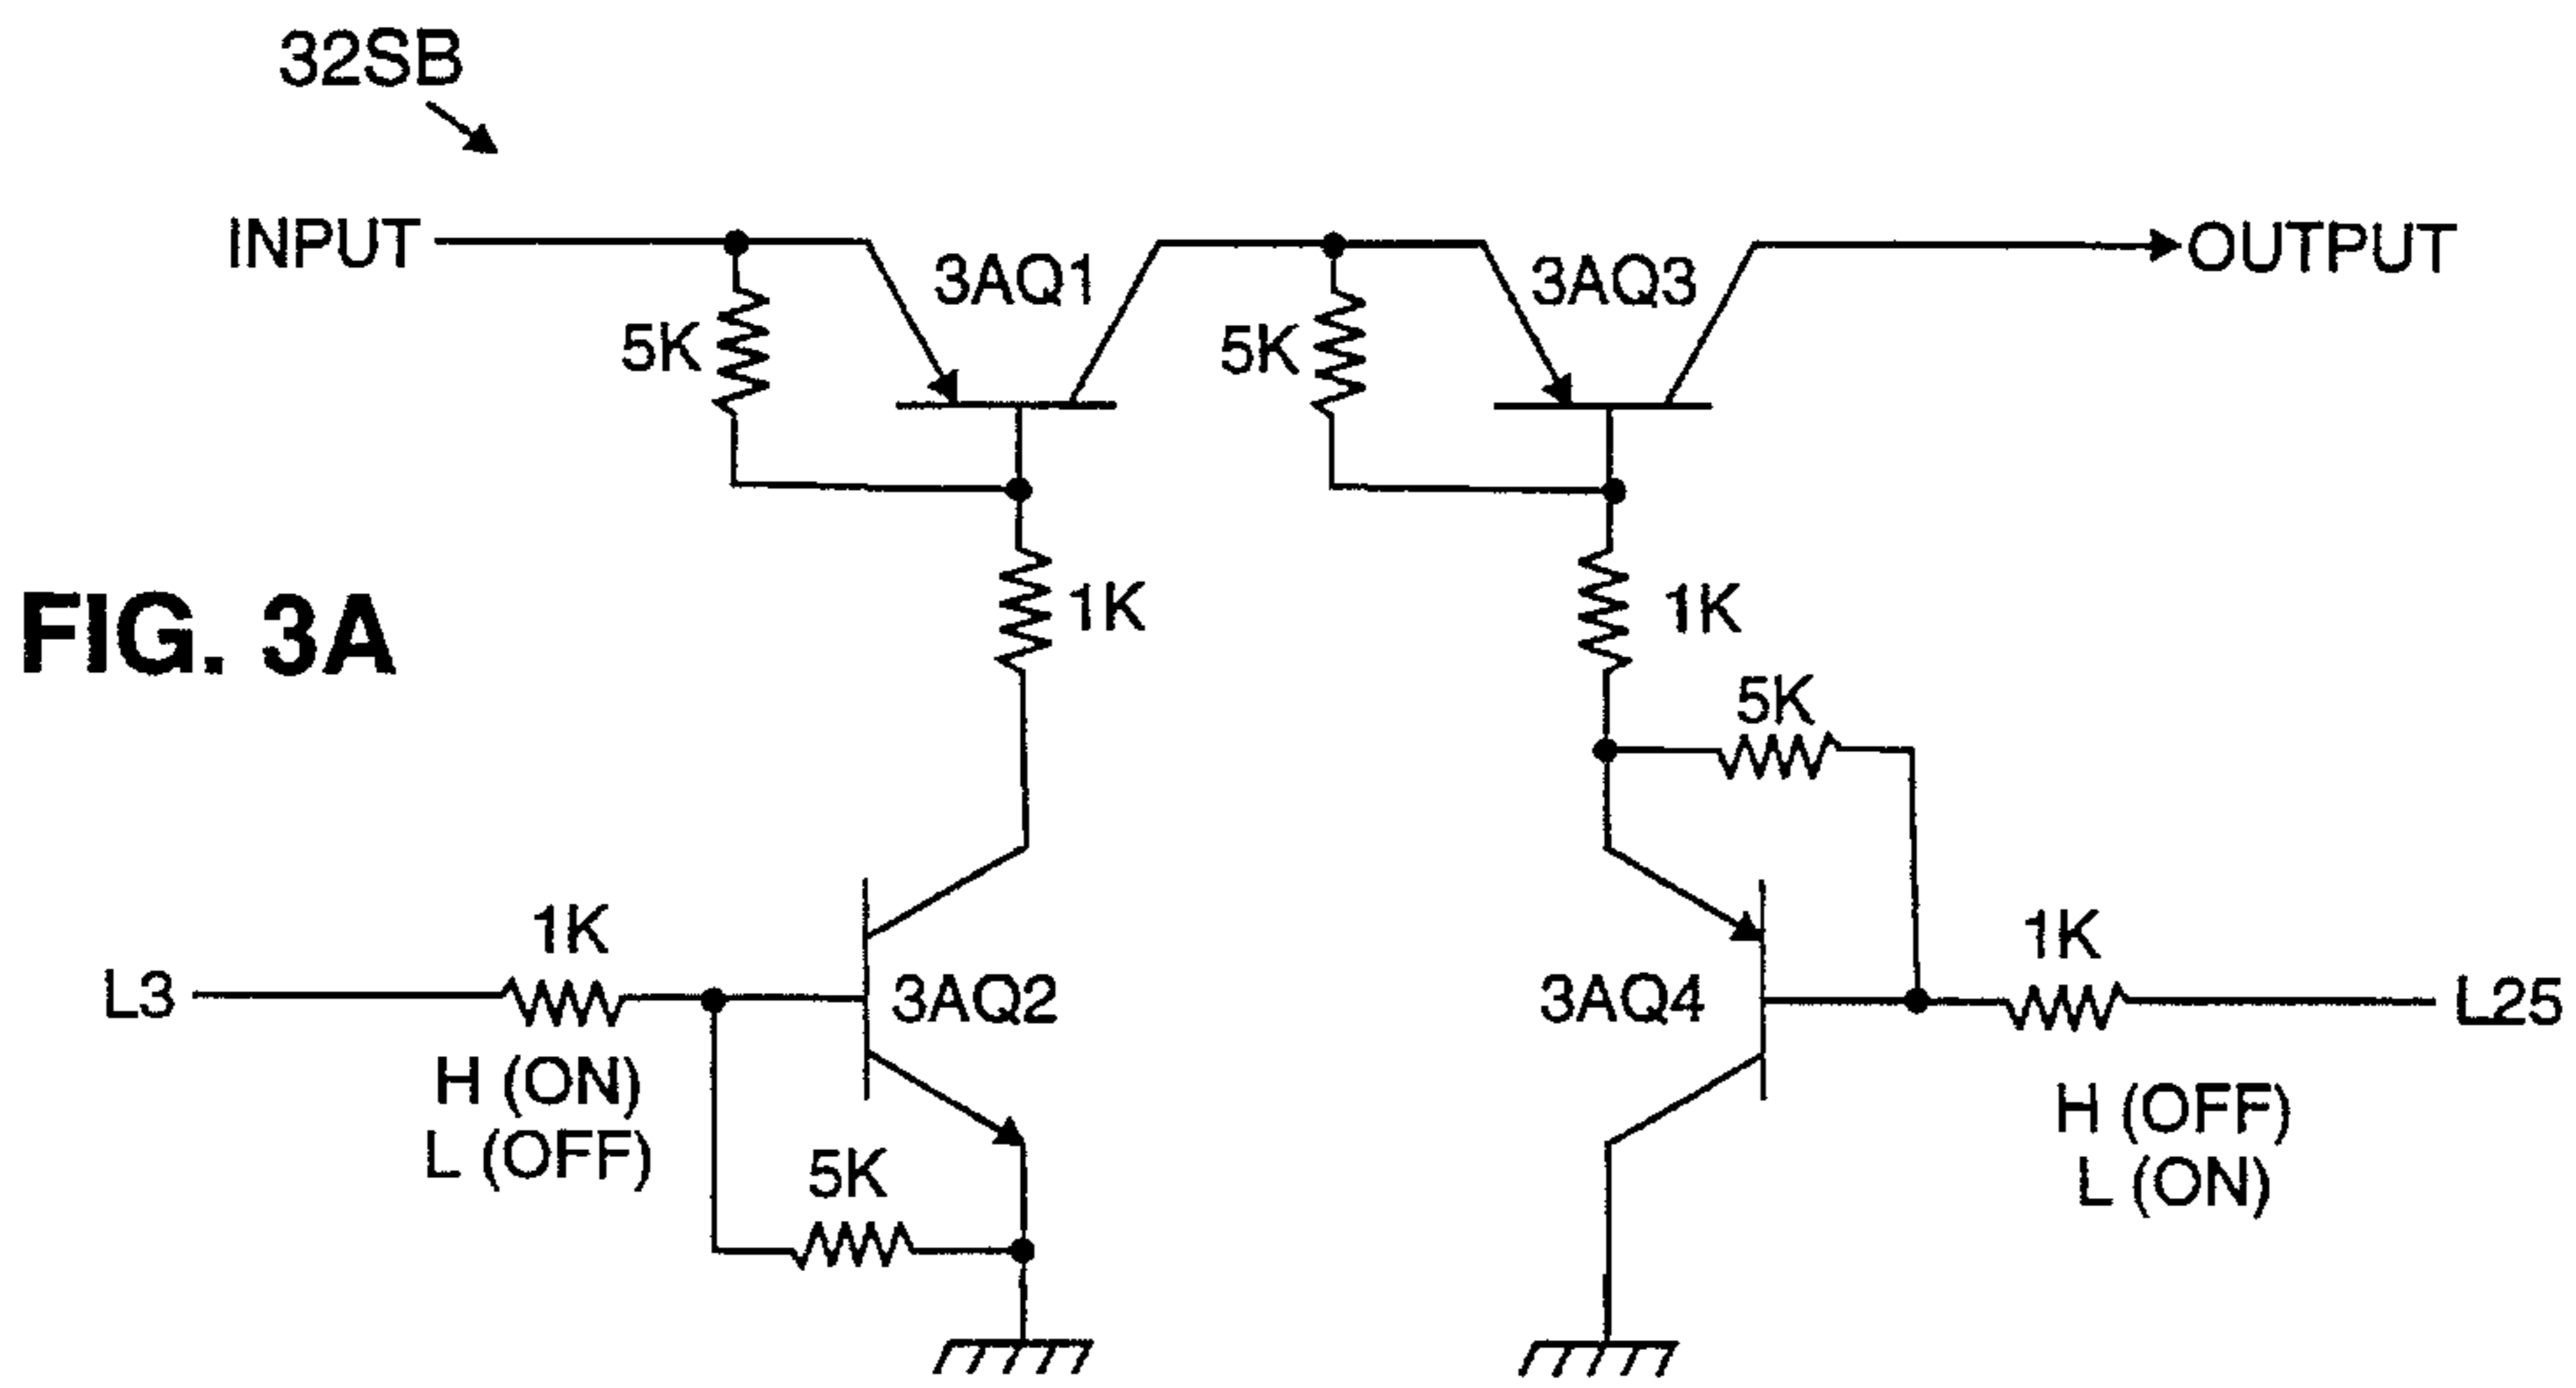 32SB
INPUT
3AQ1
3AQ3
OUTPUT
5K
5K
1K
1K
FIG. 3A
5K
1K
1K
L3
3AQ2
3AQ4
L25
H (ON)
L (OFF)
H (OFF)
L (ON)
5K